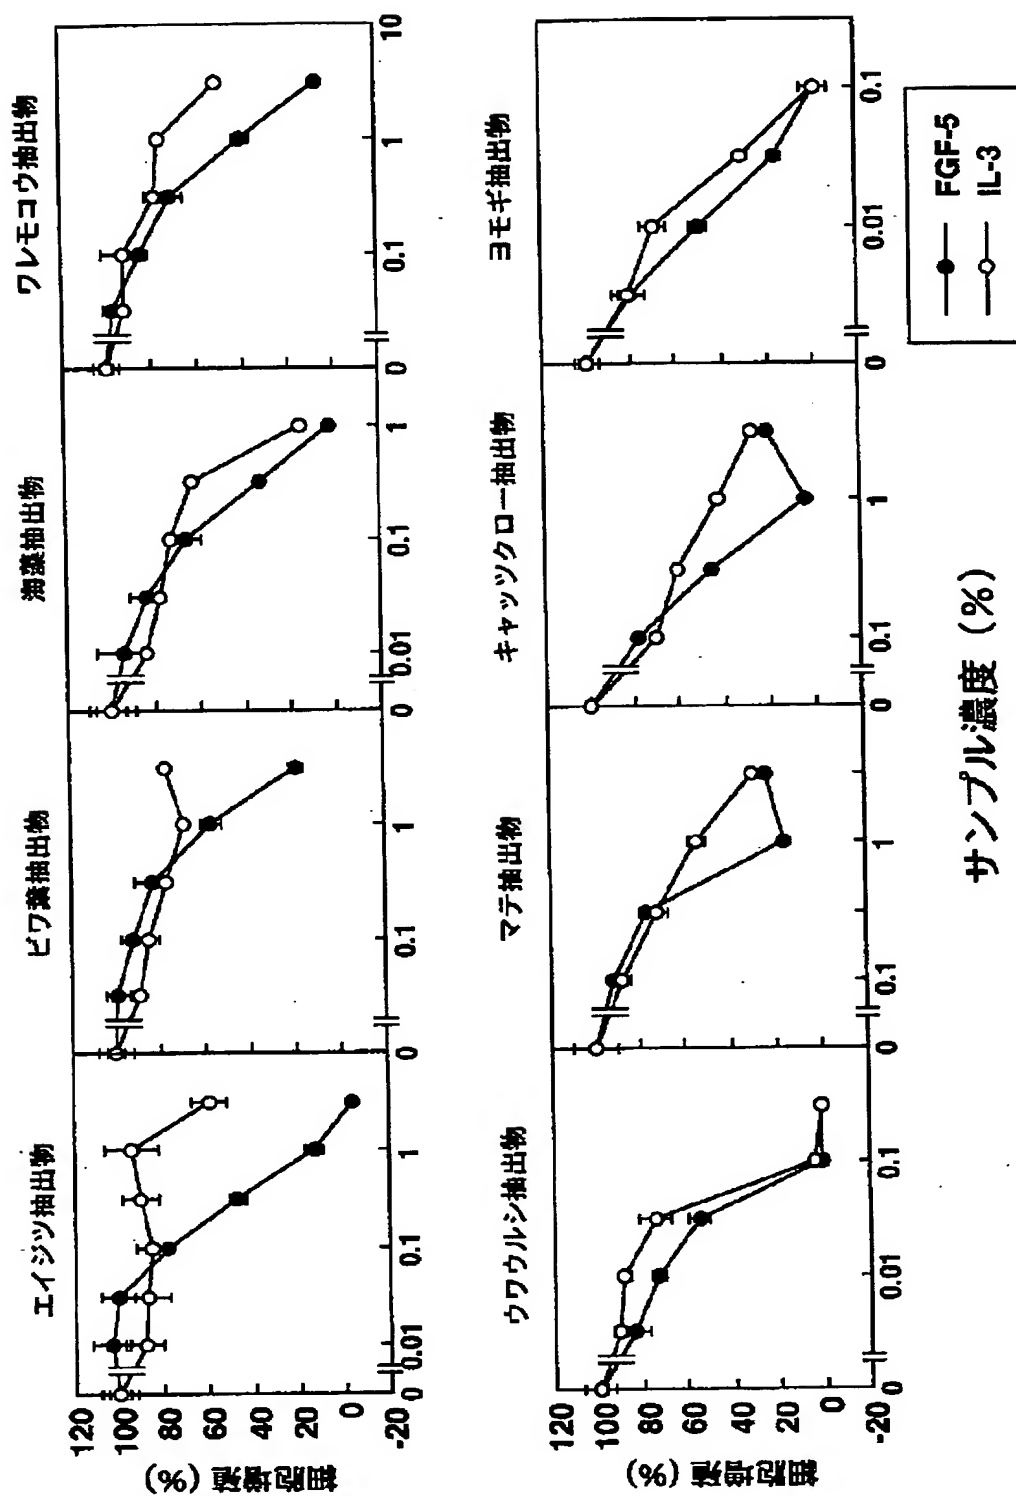 エイジツ抽出物
ビワ葉抽出物
海藻抽出物
ワレモコウ抽出物
細胞増殖 (%)
120
100
80
60
40
20
0
-20
0 0.01 0.1 1
0 0.1 1
0 0.01 0.1 1
0 0.1 1 10
ウワウルシ抽出物
マテ抽出物
キャッツクロー抽出物
ヨモギ抽出物
細胞増殖 (%)
120
100
80
60
40
20
0
-20
0 0.01 0.1
0 0.1 1
0 0.1 1
0 0.01 0.1
サンプル濃度 (%)
FGF-5
IL-3